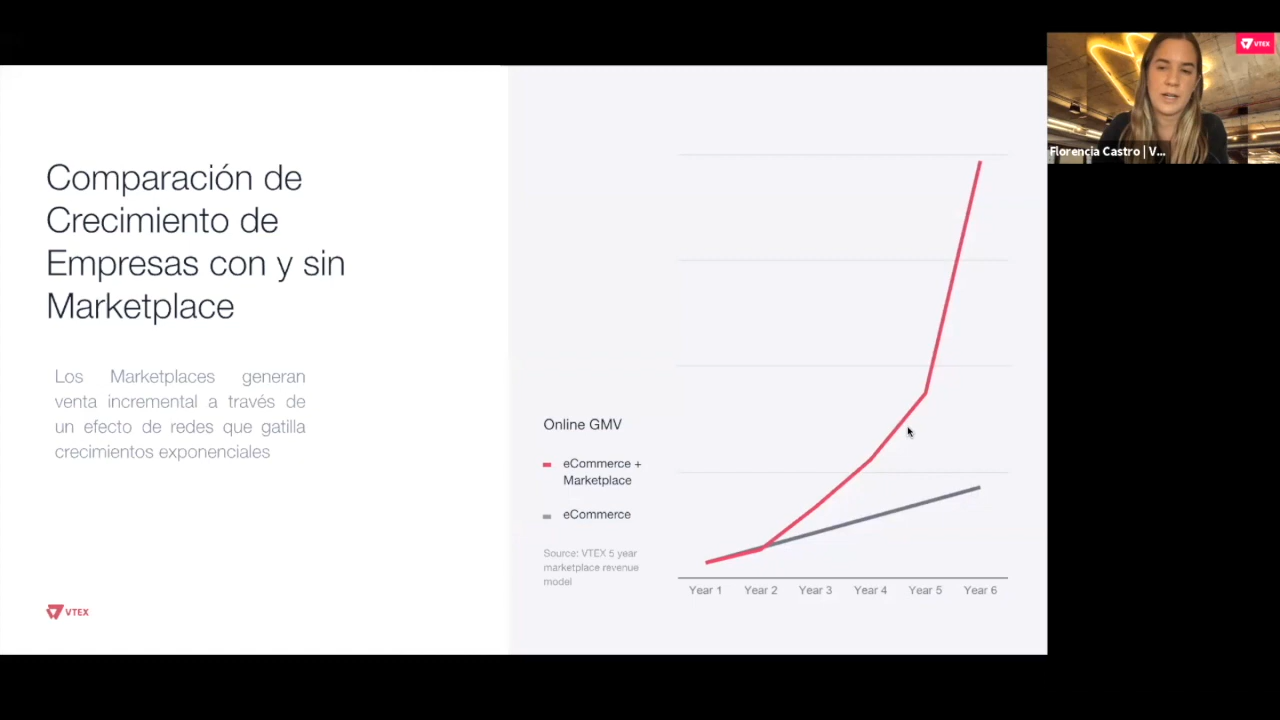 Comparación de
Crecimiento de
Empresas con y sin
Marketplace
Los Marketplaces generan
venta incremental a través de
un efecto de redes que gatilla
crecimientos exponenciales
VTEX
Online GMV
eCommerce +
Marketplace
eCommerce
Source: VTEX 5 year
marketplace revenue
model
Year 1 Year 2 Year 3 Year 4 Year 5 Year 6
VTEX
Florencia Castro | V...